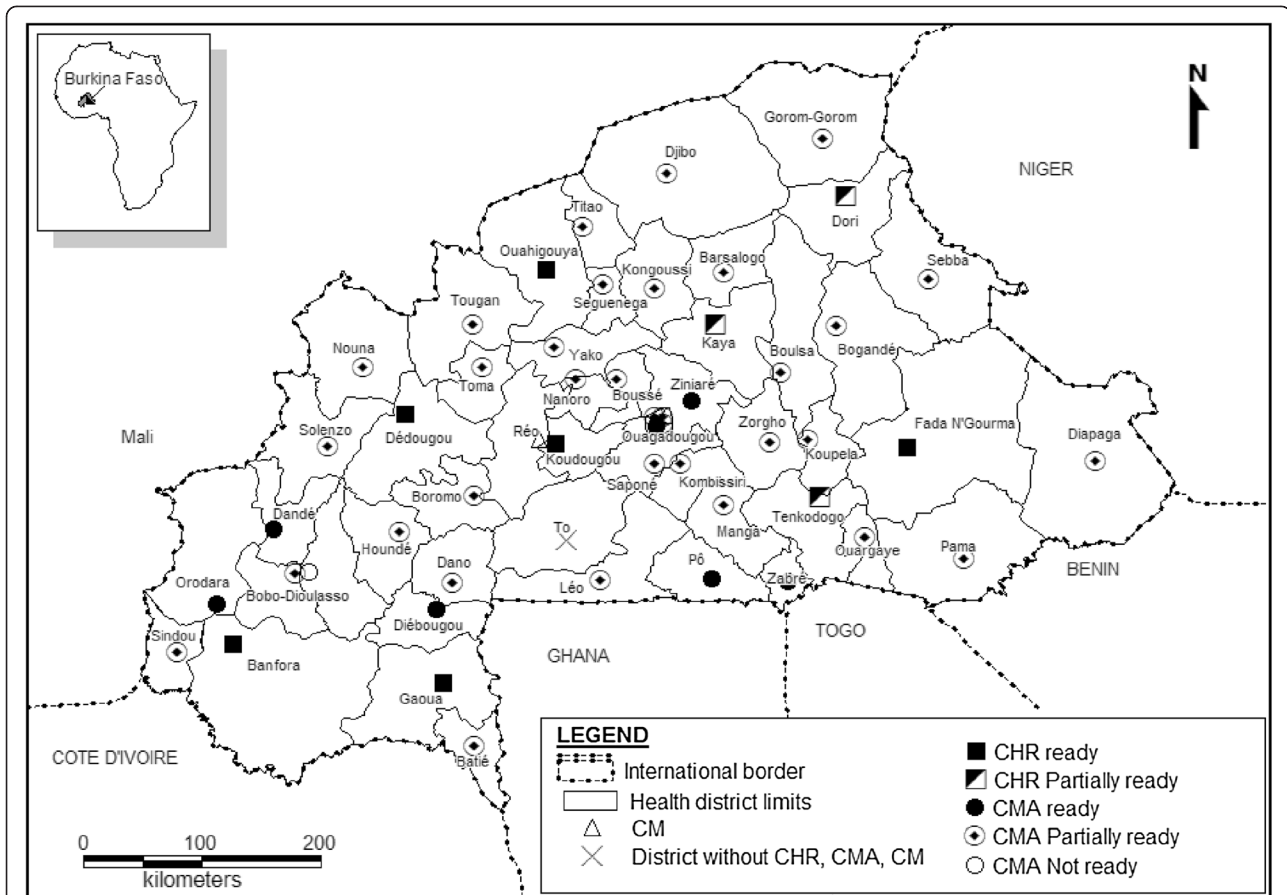 Burkina Faso
N
Gorom-Gorom
Djibo
NIGER
Dori
Titao
Ouahigouya
Kongoussi
Barsalogo
Sebba
Seguenega
Tougan
Kaya
Bogandé
Nouna
Yako
Boulsa
Toma
Nanoro
Boussé
Ziniaré
Mali
Solenzo
Dédougou
Réo
Koudougou
Ouagadougou
Zorgho
Koupela
Fada N'Gourma
Diapaga
Saponé
Kombissiri
Boromo
Dandé
Houndé
To
Manga
Tenkodogo
Ouargaye
Pama
Orodara
Bobo-Dioulasso
Dano
Léo
Pô
Zabré
BENIN
Sindou
Diébougou
TOGO
Banfora
GHANA
Gaoua
COTE D'IVOIRE
Batié
LEGEND
International border
Health district limits
CM
District without CHR, CMA, CM
CHR ready
CHR Partially ready
CMA ready
CMA Partially ready
CMA Not ready
0 100 200
kilometers